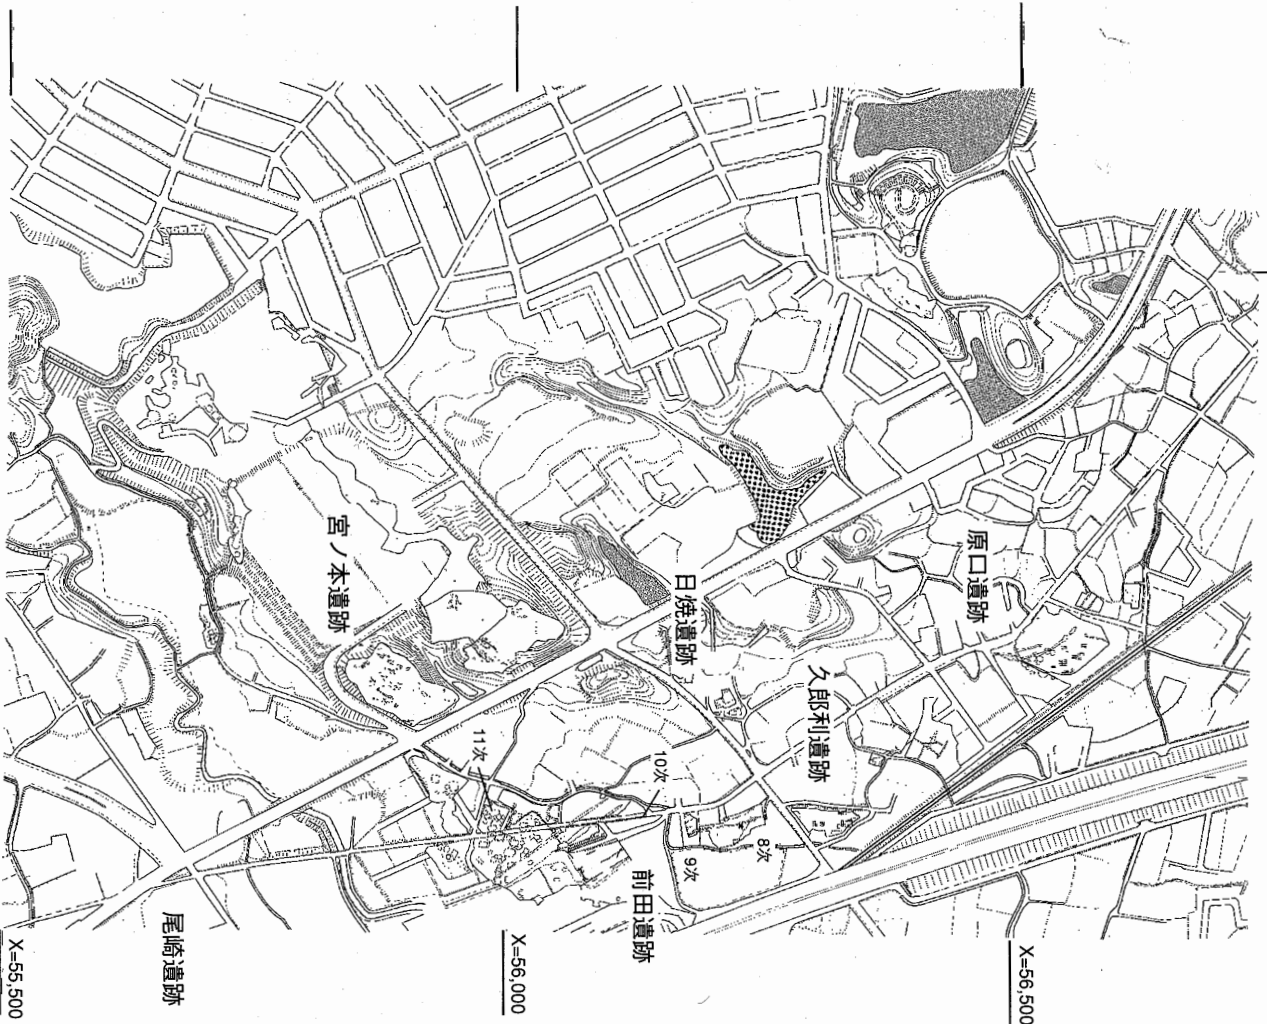 原口遺跡
宮ノ本遺跡
日焼遺跡
久郎利遺跡
11次
10次
8次
9次
前田遺跡
尾崎遺跡
X=55,500
X=56,000
X=56,500